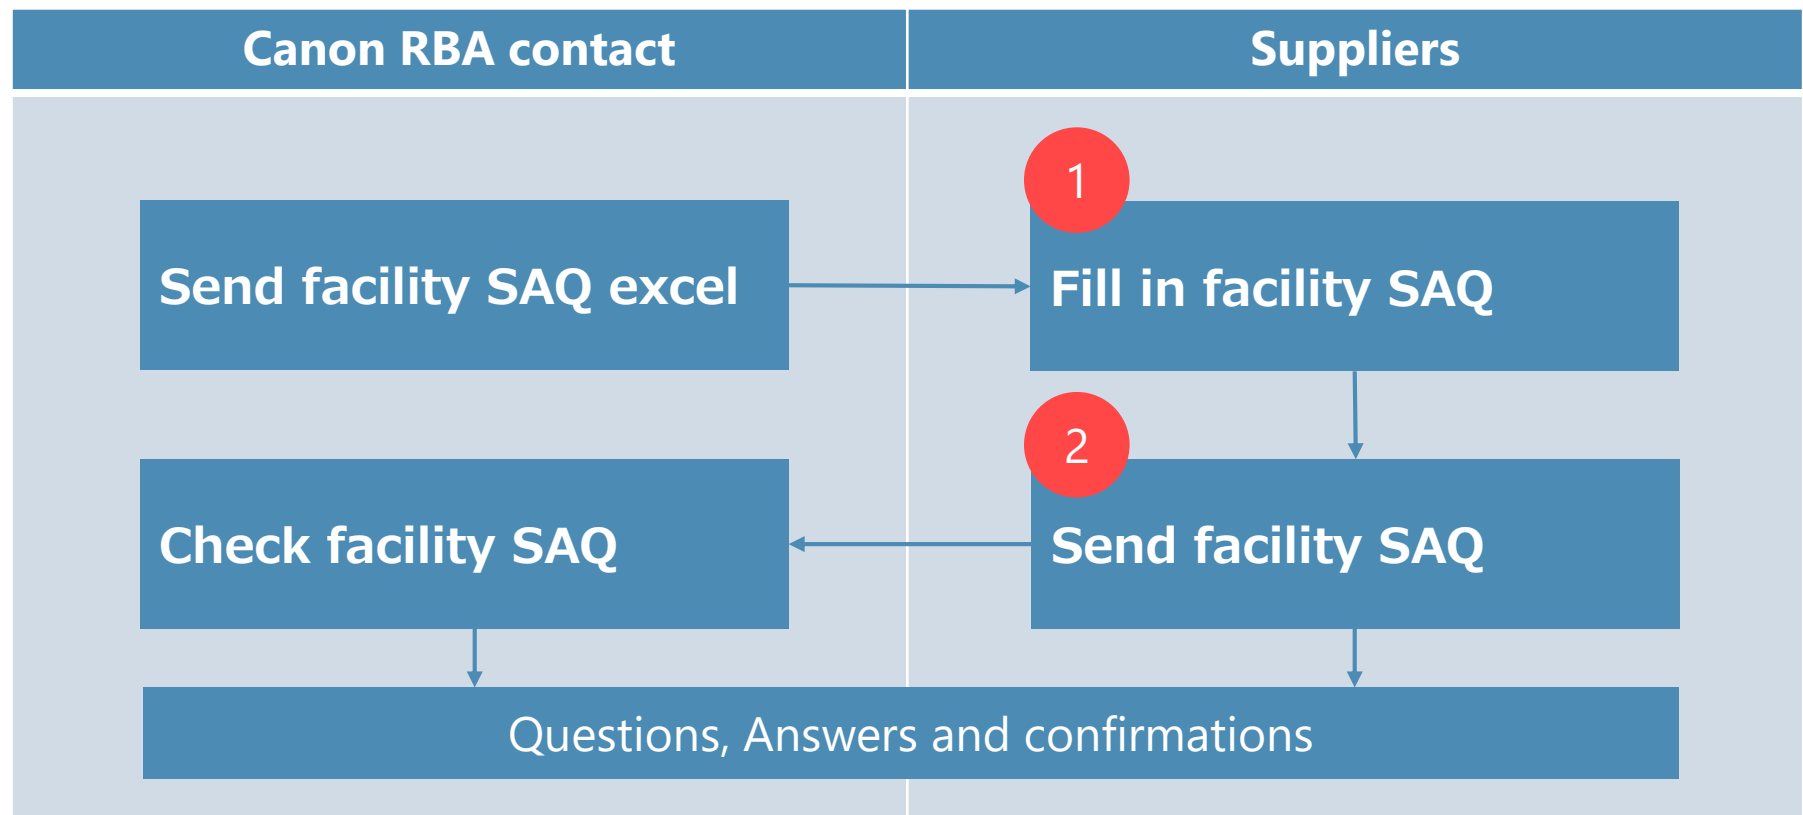 Canon RBA contact
Suppliers
1
Send facility SAQ excel
Fill in facility SAQ
2
Check facility SAQ
Send facility SAQ
Questions, Answers and confirmations